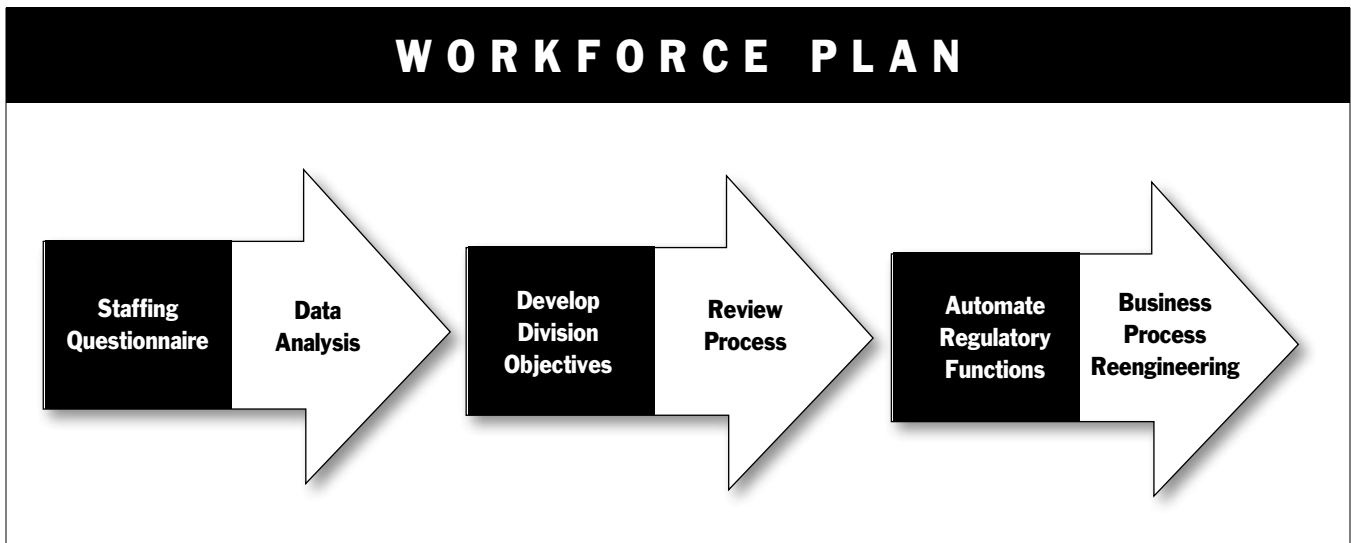 WORKFORCE PLAN
Staffing
Questionnaire
Data
Analysis
Develop
Division
Objectives
Review
Process
Automate
Regulatory
Functions
Business
Process
Reengineering